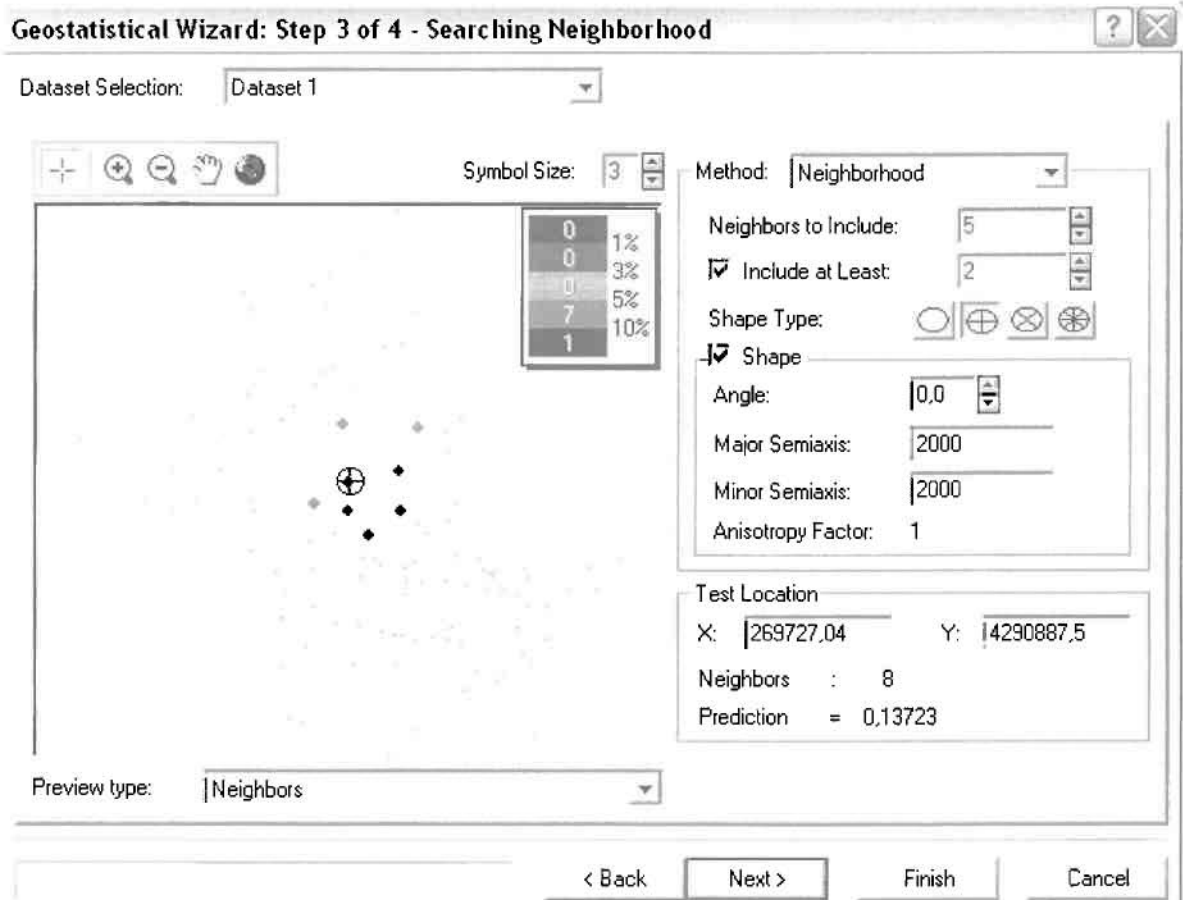 Geostatistical Wizard: Step 3 of 4 - Searching Neighborhood
Dataset Selection: Dataset 1
Symbol Size: 3
0
0
0
7
1
1%
3%
5%
10%
Method: Neighborhood
Neighbors to Include: 5
Include at Least: 2
Shape Type:
Shape
Angle: 0,0
Major Semiaxis: 2000
Minor Semiaxis: 2000
Anisotropy Factor: 1
Test Location
X: 269727,04 Y: 4290887,5
Neighbors : 8
Prediction = 0,13723
Preview type: Neighbors
< Back Next > Finish Cancel